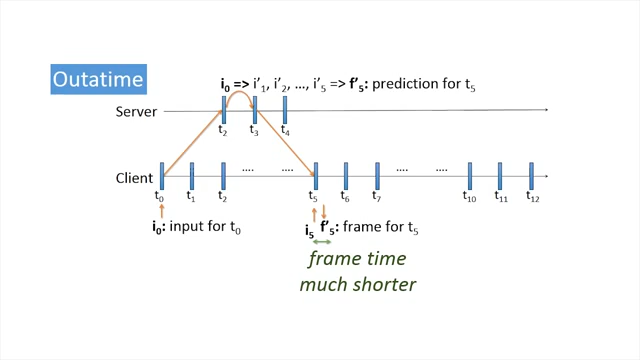 Outatime
i₀ => i'₁, i'₂, ..., i'₅ => f'₅: prediction for t₅
Server
t₂ t₃ t₄
Client
.... .... .... ....
t₀ t₁ t₂ t₅ t₆ t₇ t₁₀ t₁₁ t₁₂
i₀: input for t₀ i₅ f'₅: frame for t₅
frame time
much shorter